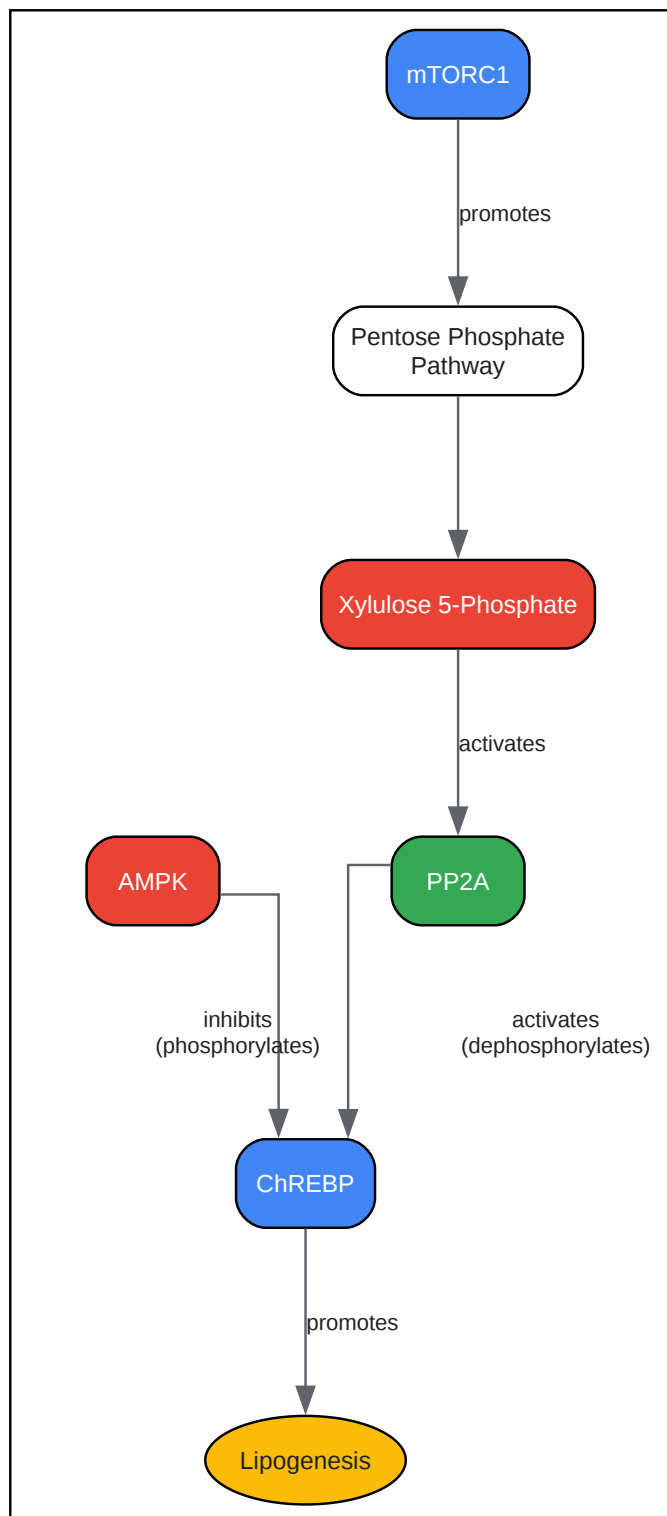 mTORC1
promotes
Pentose Phosphate
Pathway
Xylulose 5-Phosphate
activates
AMPK
PP2A
inhibits
(phosphorylates)
activates
(dephosphorylates)
ChREBP
promotes
Lipogenesis